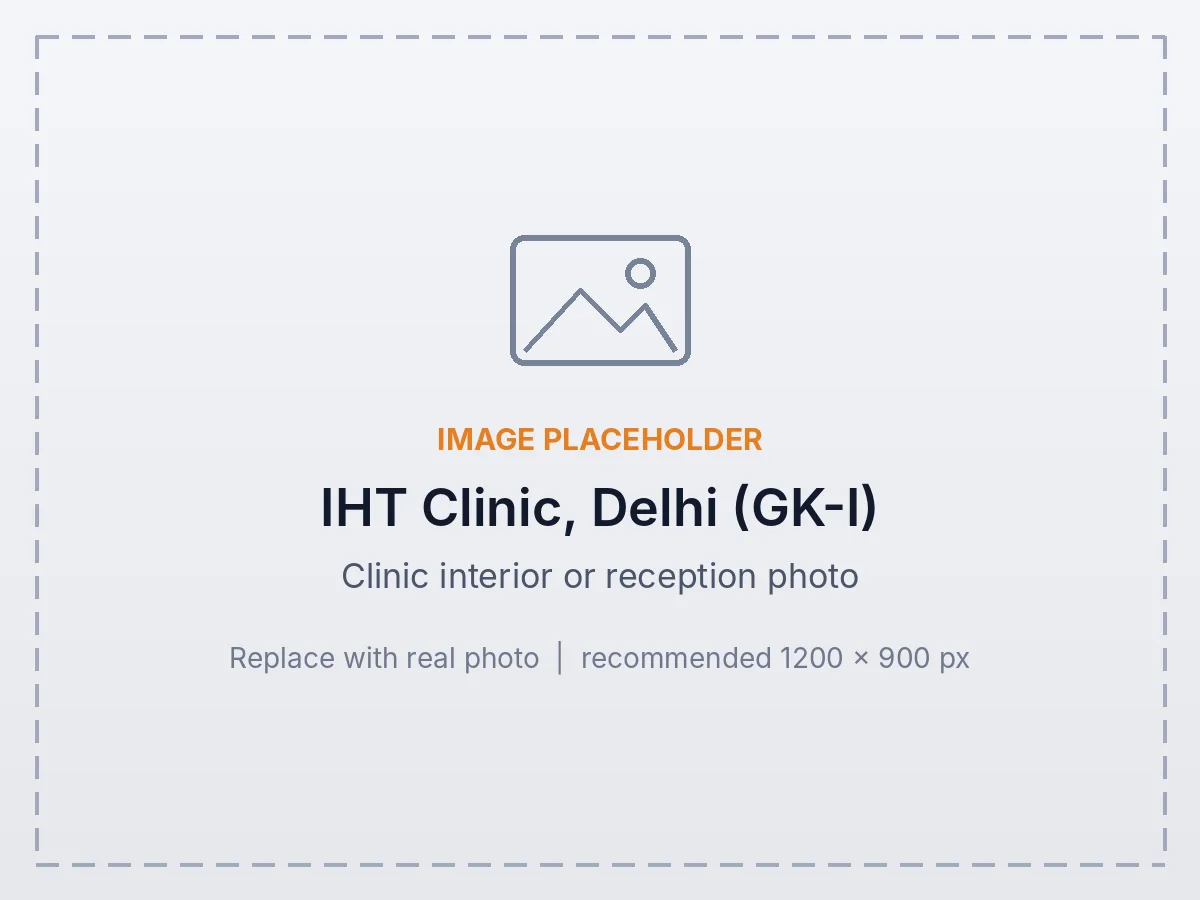 IMAGE PLACEHOLDER
IHT Clinic, Delhi (GK-I)
Clinic interior or reception photo
Replace with real photo | recommended 1200 × 900 px